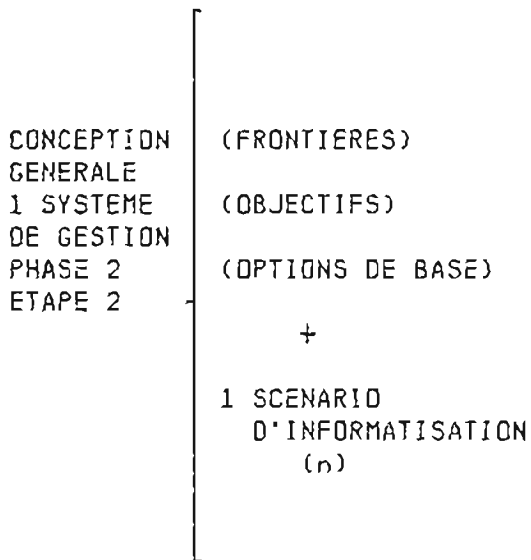 CONCEPTION
GENERALE
1 SYSTEME
DE GESTION
PHASE 2
ETAPE 2
(FRONTIERES)
(OBJECTIFS)
(OPTIONS DE BASE)
+
1 SCENARIO
D'INFORMATISATION
(n)